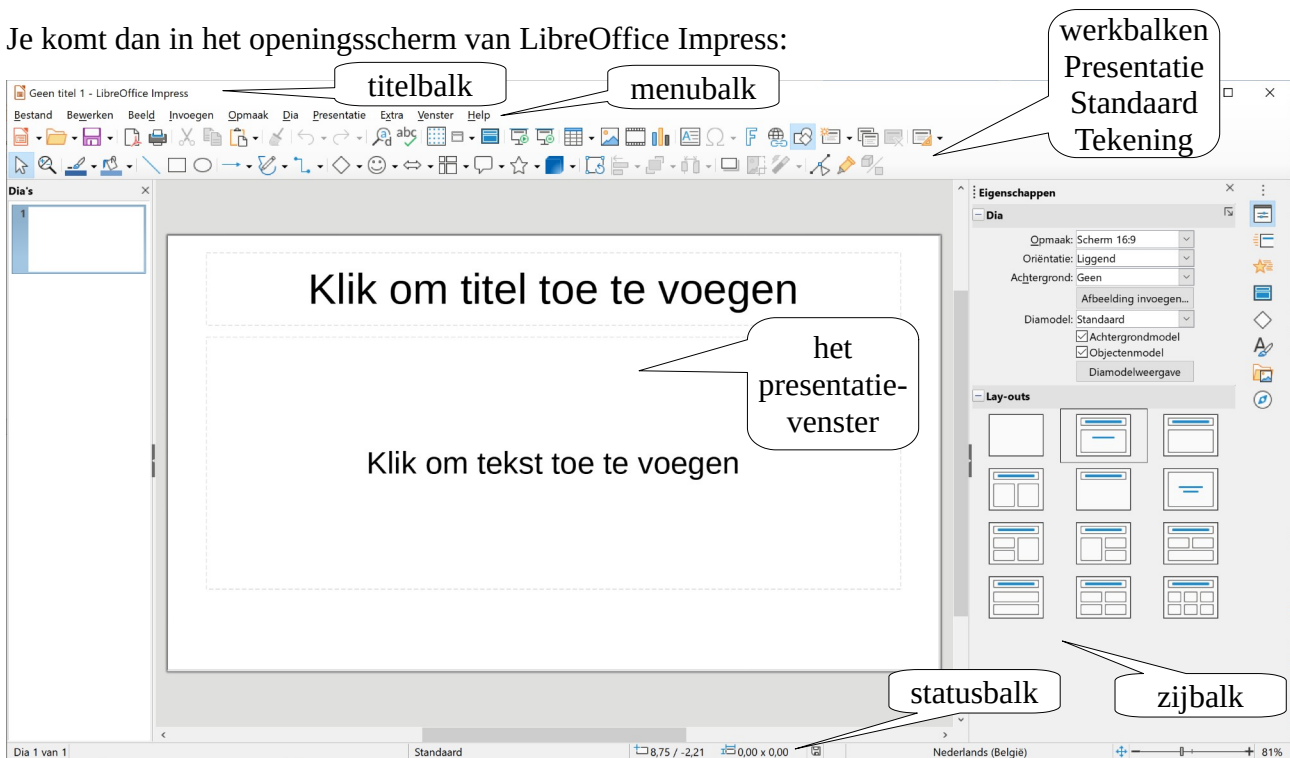 Je komt dan in het openingsscherm van LibreOffice Impress:
werkbalken
Presentatie
Standaard
Tekening
titelbalk
menubalk
Geen titel 1 - LibreOffice Impress
Bestand Bewerken Beeld Invoegen Opmaak Dia Presentatie Extra Venster Help
Dia's
1
Klik om titel toe te voegen
het
presentatie-
venster
Klik om tekst toe te voegen
Eigenschappen
Dia
Opmaak: Scherm 16:9
Oriëntatie: Liggend
Achtergrond: Geen
Afbeelding invoegen...
Diamodel: Standaard
Achtergrondmodel
Objectenmodel
Diamodelweergave
Lay-outs
statusbalk
zijbalk
Dia 1 van 1 Standaard 8,75 / -2,21 0,00 x 0,00 Nederlands (België) 81%